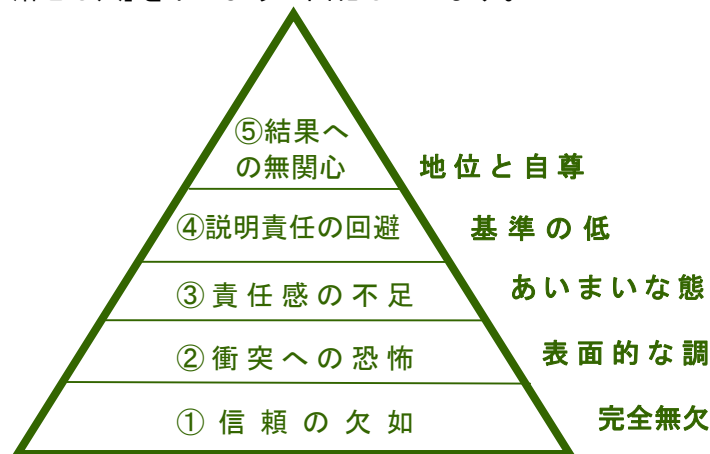 ⑤結果へ
の無関心
地位と自尊
④説明責任の回避
基準の低
③責任感の不足
あいまいな態
②衝突への恐怖
表面的な調
①信頼の欠如
完全無欠